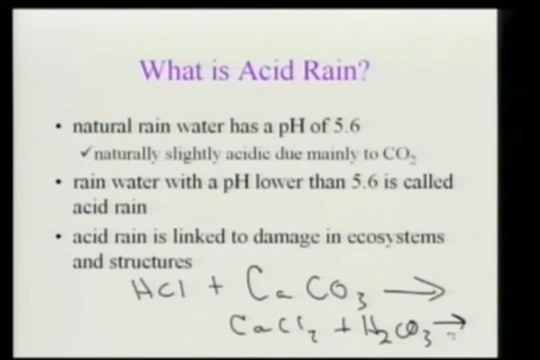 What is Acid Rain?
• natural rain water has a pH of 5.6
✓naturally slightly acidic due mainly to CO₂
• rain water with a pH lower than 5.6 is called
acid rain
• acid rain is linked to damage in ecosystems
and structures
HCl + CaCO₃ →
CaCl₂ + H₂CO₃ →